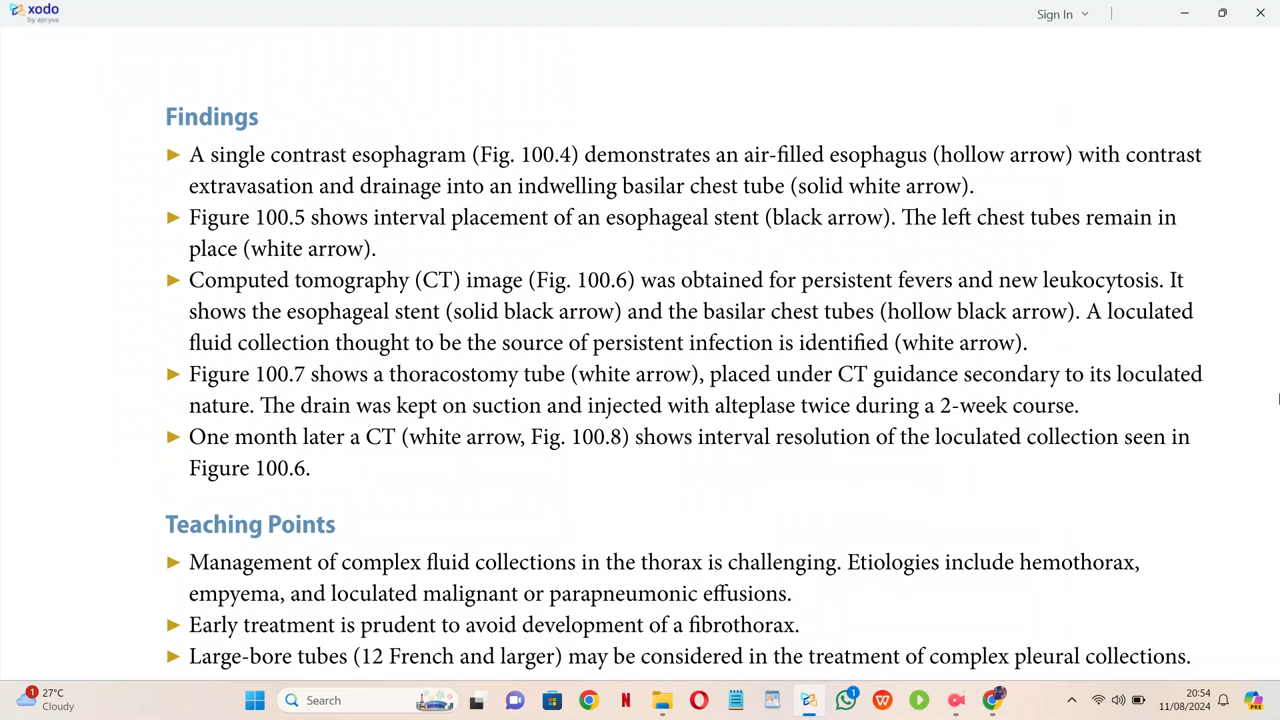 xodo
by apryse
Sign In
Findings
► A single contrast esophagram (Fig. 100.4) demonstrates an air-filled esophagus (hollow arrow) with contrast
extravasation and drainage into an indwelling basilar chest tube (solid white arrow).
► Figure 100.5 shows interval placement of an esophageal stent (black arrow). The left chest tubes remain in
place (white arrow).
► Computed tomography (CT) image (Fig. 100.6) was obtained for persistent fevers and new leukocytosis. It
shows the esophageal stent (solid black arrow) and the basilar chest tubes (hollow black arrow). A loculated
fluid collection thought to be the source of persistent infection is identified (white arrow).
► Figure 100.7 shows a thoracostomy tube (white arrow), placed under CT guidance secondary to its loculated
nature. The drain was kept on suction and injected with alteplase twice during a 2-week course.
► One month later a CT (white arrow, Fig. 100.8) shows interval resolution of the loculated collection seen in
Figure 100.6.
Teaching Points
► Management of complex fluid collections in the thorax is challenging. Etiologies include hemothorax,
empyema, and loculated malignant or parapneumonic effusions.
► Early treatment is prudent to avoid development of a fibrothorax.
► Large-bore tubes (12 French and larger) may be considered in the treatment of complex pleural collections.
1
27°C
Cloudy
Search
1
20:54
11/08/2024
PRE